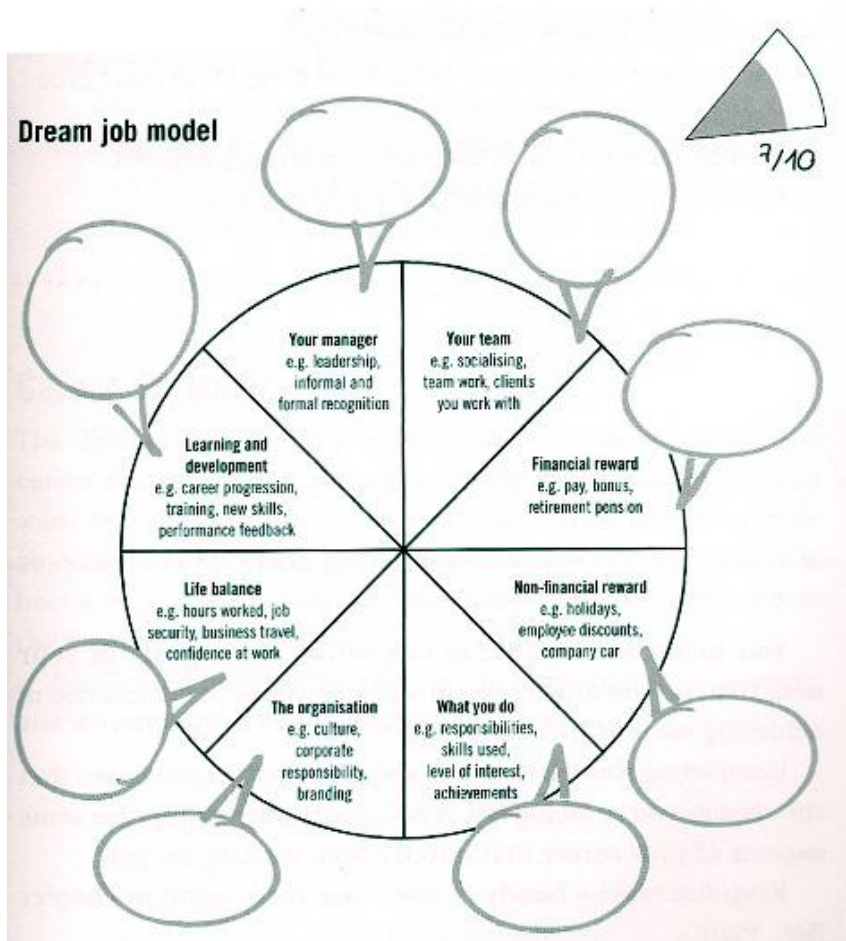 Dream job model
7/10
Your manager
e.g. leadership,
informal and
formal recognition
Your team
e.g. socialising,
team work, clients
you work with
Learning and
development
e.g. career progression,
training, new skills,
performance feedback
Financial reward
e.g. pay, bonus,
retirement pension
Life balance
e.g. hours worked, job
security, business travel,
confidence at work
Non-financial reward
e.g. holidays,
employee discounts,
company car
The organisation
e.g. culture,
corporate
responsibility,
branding
What you do
e.g. responsibilities,
skills used,
level of interest,
achievements